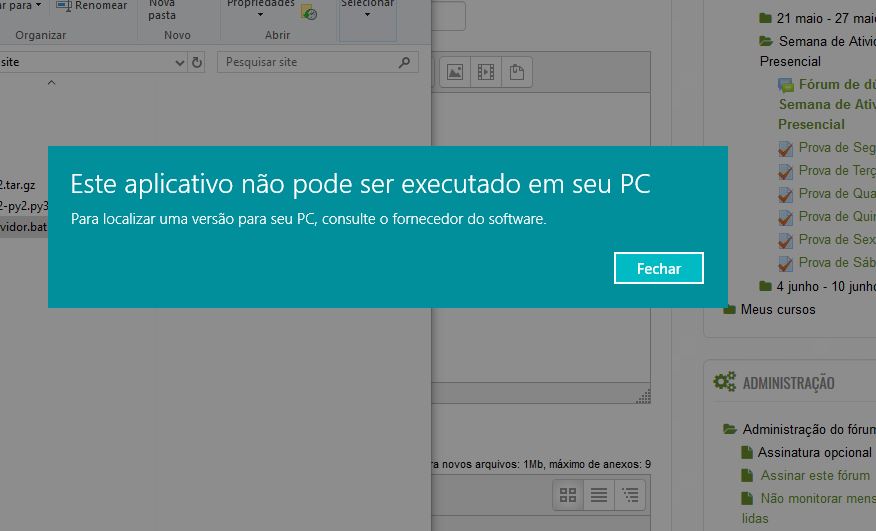 ar para
Renomear
Nova
pasta
Propriedades
Selecionar
Organizar
Novo
Abrir
site
Pesquisar site
2.tar.gz
2-py2.py3
vidor.bat
Este aplicativo não pode ser executado em seu PC
Para localizar uma versão para seu PC, consulte o fornecedor do software.
Fechar
21 maio - 27 mai
Semana de Ativid
Presencial
Fórum de dú
Semana de Ativ
Presencial
Prova de Seg
Prova de Terç
Prova de Qua
Prova de Quin
Prova de Sex
Prova de Sáb
4 junho - 10 junho
Meus cursos
ADMINISTRAÇÃO
Administração do fórum
Assinatura opcional
Assinar este fórum
Não monitorar mens
lidas
ra novos arquivos: 1Mb, máximo de anexos: 9